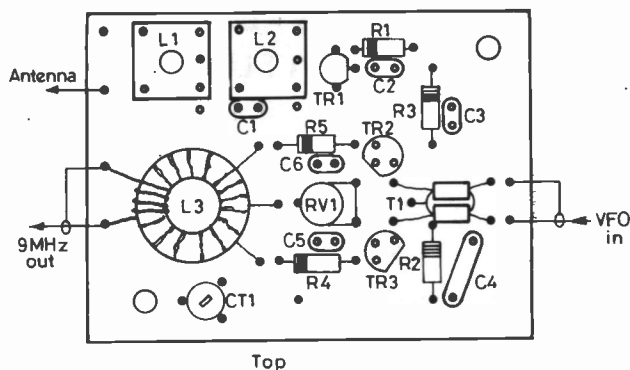 L1
L2
R1
Antenna
TR1
C2
R3
C3
C1
R5
TR2
C6
L3
RV1
T1
VFO
in
9MHz
out
C5
R4
TR3
R2
C4
CT1
Top